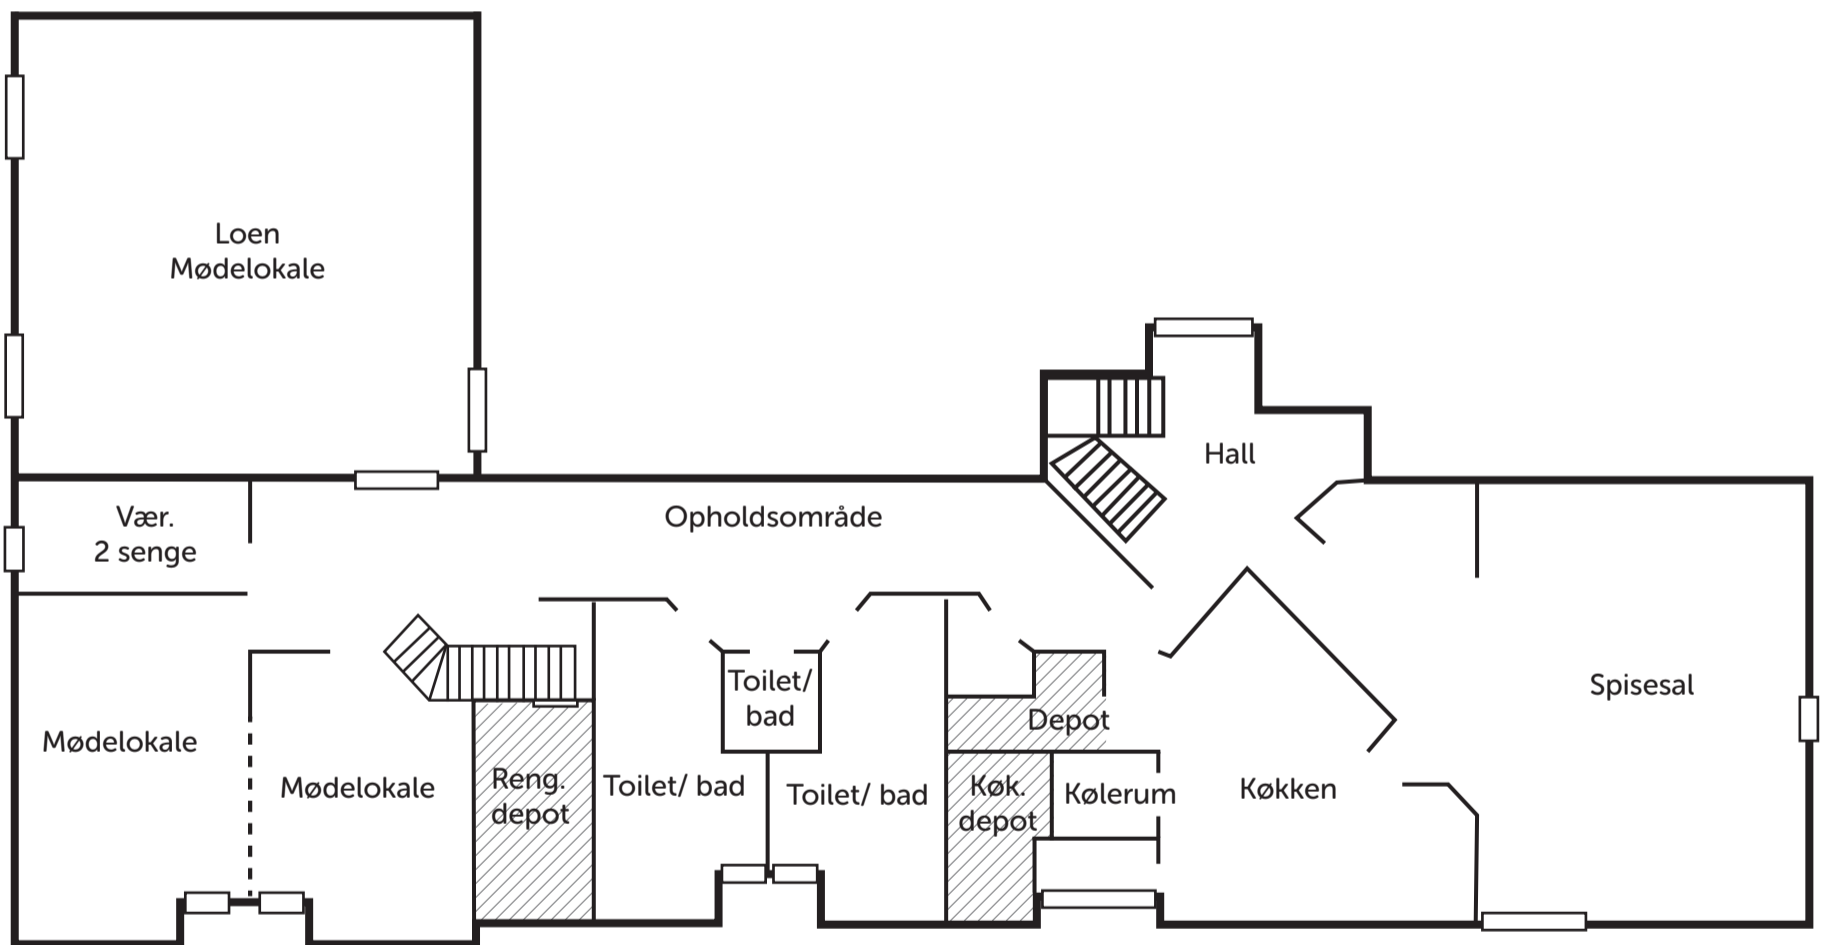 Loen
Mødelokale
Hall
Vær.
2 senge
Opholdsområde
Toilet/
bad
Spisesal
Depot
Mødelokale
Mødelokale
Reng.
depot
Toilet/ bad
Toilet/ bad
Køk.
depot
Kølerum
Køkken